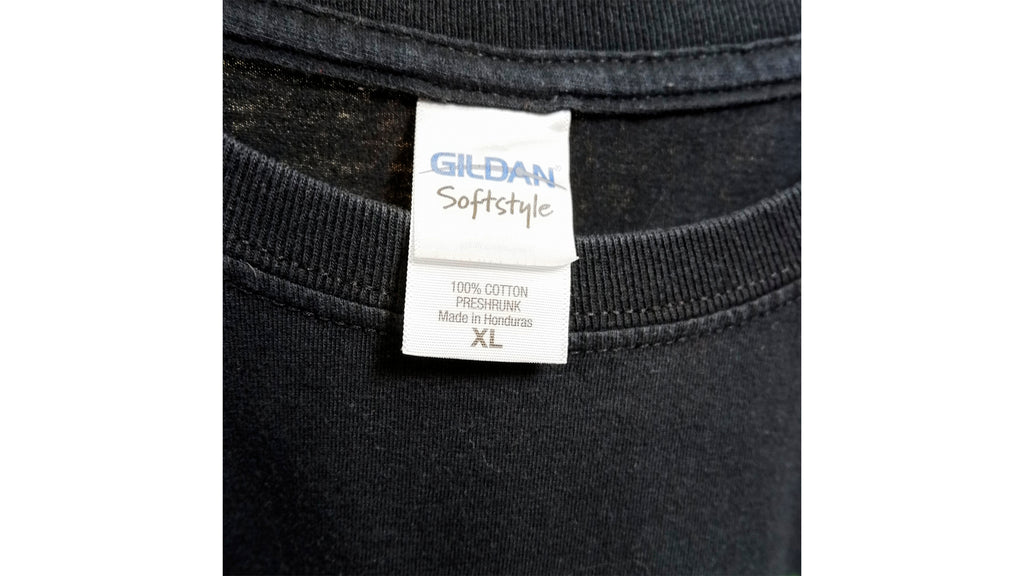 GILDAN
Softstyle
100% COTTON
PRESHRUNK
Made in Honduras
XL